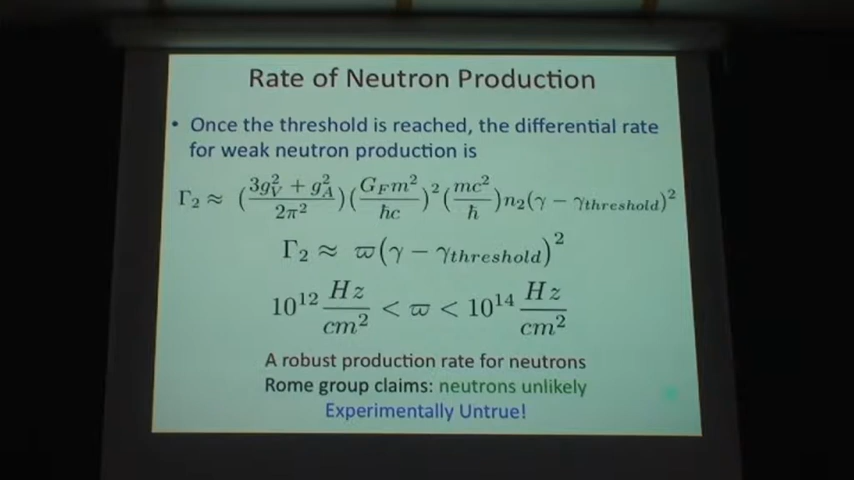 Rate of Neutron Production
• Once the threshold is reached, the differential rate
for weak neutron production is
Γ₂ ≈ (3g_V² + g_A² / 2π²)(G_F m² / ħc)²(mc² / ħ)n₂(γ − γ_threshold)²
Γ₂ ≈ ϖ(γ − γ_threshold)²
10¹² Hz/cm² < ϖ < 10¹⁴ Hz/cm²
A robust production rate for neutrons
Rome group claims: neutrons unlikely
Experimentally Untrue!